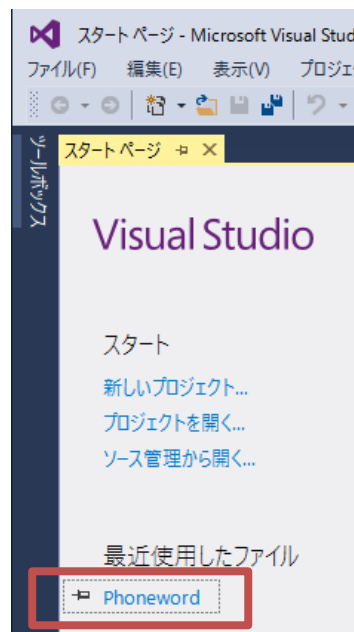 スタート ページ - Microsoft Visual Stud
ファイル(F) 編集(E) 表示(V) プロジェ
ツールボックス
スタート ページ
Visual Studio
スタート
新しいプロジェクト...
プロジェクトを開く...
ソース管理から開く...
最近使用したファイル
Phoneword